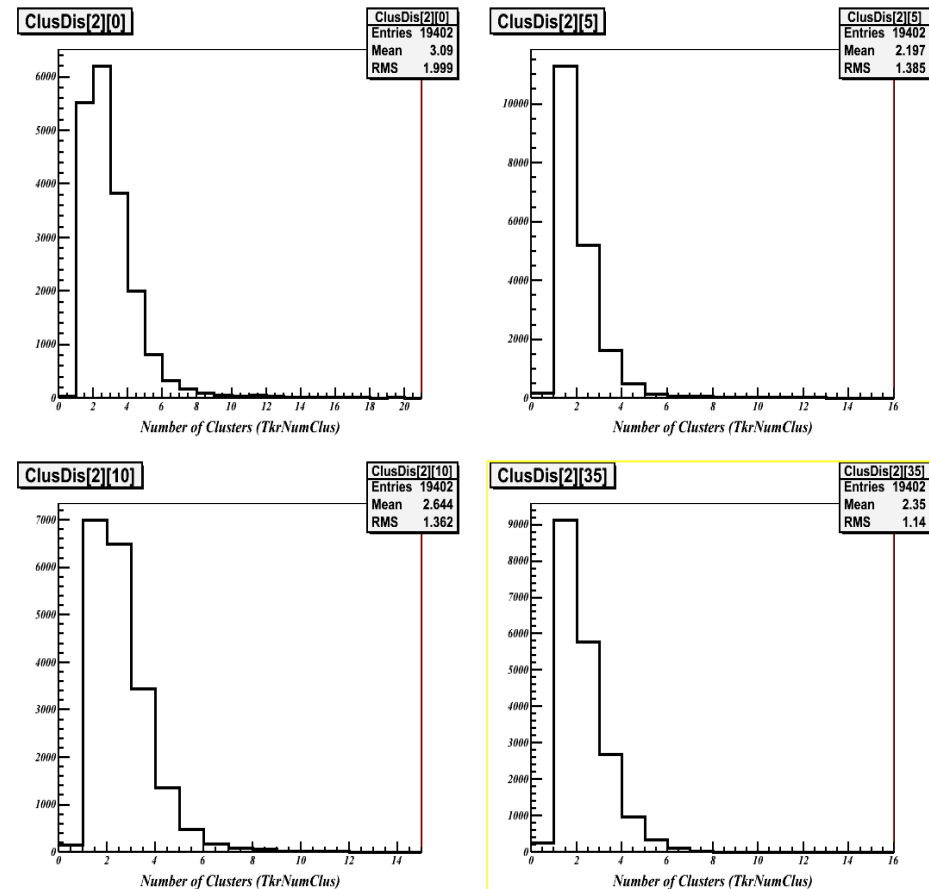 ClusDis[2][0]
ClusDis[2][0]
Entries 19402
Mean 3.09
RMS 1.999
6000
5000
4000
3000
2000
1000
0
0 2 4 6 8 10 12 14 16 18 20
Number of Clusters (TkrNumClus)
ClusDis[2][5]
ClusDis[2][5]
Entries 19402
Mean 2.197
RMS 1.385
10000
8000
6000
4000
2000
0
0 2 4 6 8 10 12 14 16
Number of Clusters (TkrNumClus)
ClusDis[2][10]
ClusDis[2][10]
Entries 19402
Mean 2.644
RMS 1.362
7000
6000
5000
4000
3000
2000
1000
0
0 2 4 6 8 10 12 14
Number of Clusters (TkrNumClus)
ClusDis[2][35]
ClusDis[2][35]
Entries 19402
Mean 2.35
RMS 1.14
9000
8000
7000
6000
5000
4000
3000
2000
1000
0
0 2 4 6 8 10 12 14 16
Number of Clusters (TkrNumClus)